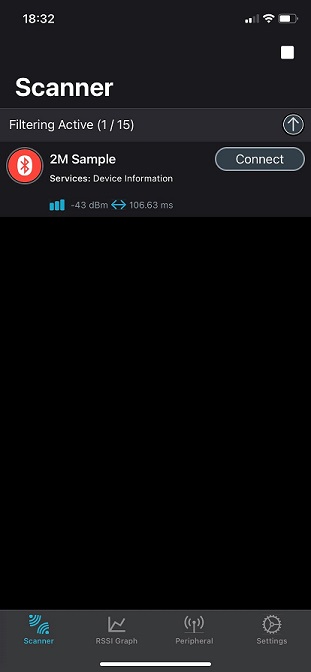 18:32
Scanner
Filtering Active (1 / 15)
2M Sample
Connect
Services: Device Information
-43 dBm 106.63 ms
Scanner RSSI Graph Peripheral Settings